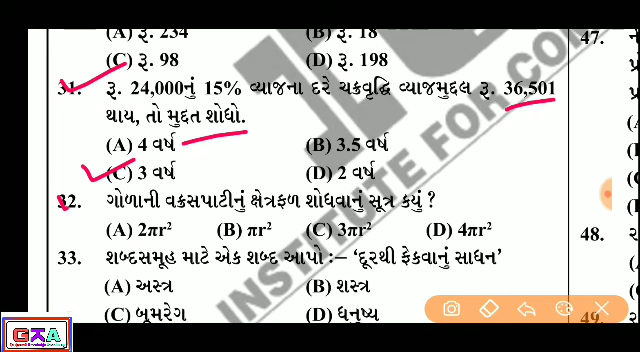 (A) રૂ. 234 (B) રૂ. 18
(C) રૂ. 98 (D) રૂ. 198
31. રૂ. 24,000નું 15% વ્યાજના દરે ચક્રવૃદ્ધિ વ્યાજમુદ્દલ રૂ. 36,501
થાય, તો મુદ્દત શોધો.
(A) 4 વર્ષ (B) 3.5 વર્ષ
(C) 3 વર્ષ (D) 2 વર્ષ
32. ગોળાની વક્રસપાટીનું ક્ષેત્રફળ શોધવાનું સૂત્ર કયું ?
(A) 2πr² (B) πr² (C) 3πr² (D) 4πr²
33. શબ્દસમૂહ માટે એક શબ્દ આપો :– ‘દૂરથી ફેંકવાનું સાધન’
(A) અસ્ત્ર (B) શસ્ત્ર
(C) બૂમરેગ (D) ધનુષ્ય
47.
48.
49.
INSTITUTE FOR COM
GKA